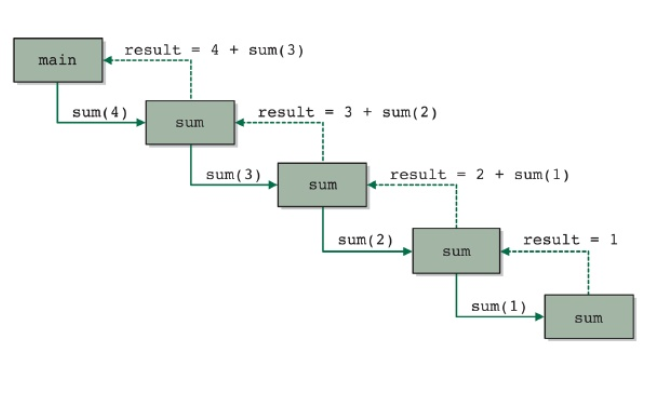 result = 4 + sum(3)
main
sum(4)
result = 3 + sum(2)
sum
sum(3)
result = 2 + sum(1)
sum
sum(2)
result = 1
sum
sum(1)
sum